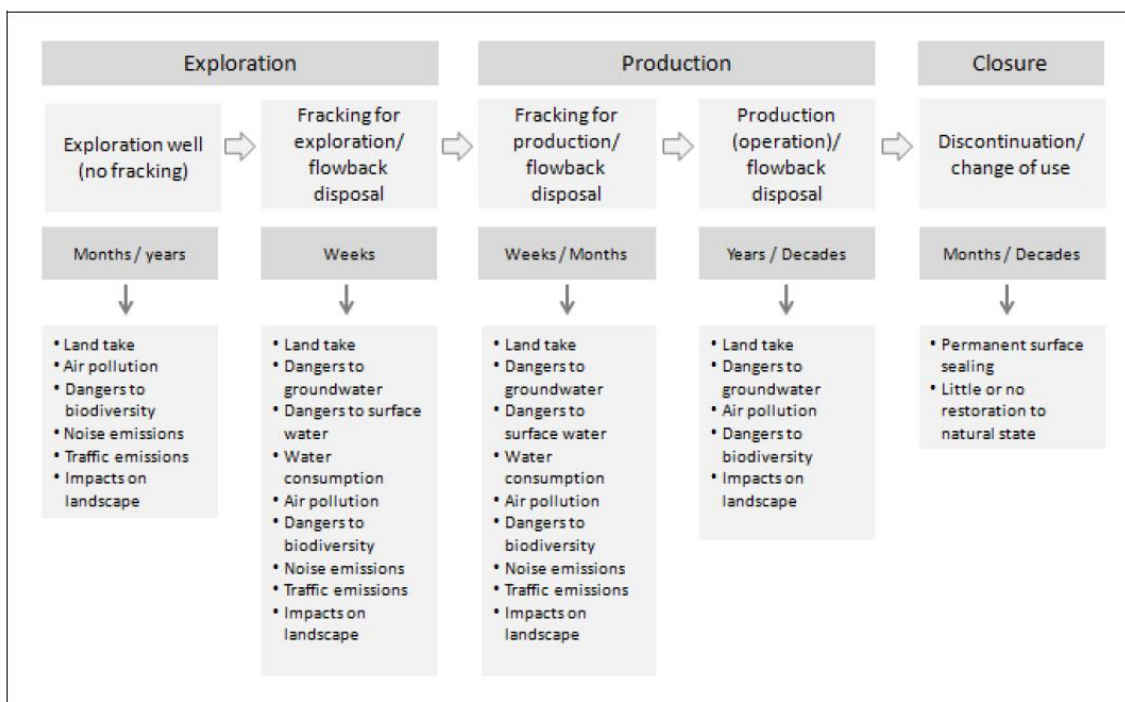 Exploration
Production
Closure
Exploration well
(no fracking)
Fracking for
exploration/
flowback
disposal
Fracking for
production/
flowback
disposal
Production
(operation)/
flowback
disposal
Discontinuation/
change of use
Months / years
Weeks
Weeks / Months
Years / Decades
Months / Decades
• Land take
• Air pollution
• Dangers to
biodiversity
• Noise emissions
• Traffic emissions
• Impacts on
landscape
• Land take
• Dangers to
groundwater
• Dangers to surface
water
• Water
consumption
• Air pollution
• Dangers to
biodiversity
• Noise emissions
• Traffic emissions
• Impacts on
landscape
• Land take
• Dangers to
groundwater
• Dangers to
surface water
• Water
consumption
• Air pollution
• Dangers to
biodiversity
• Noise emissions
• Traffic emissions
• Impacts on
landscape
• Land take
• Dangers to
groundwater
• Air pollution
• Dangers to
biodiversity
• Impacts on
landscape
• Permanent surface
sealing
• Little or no
restoration to
natural state